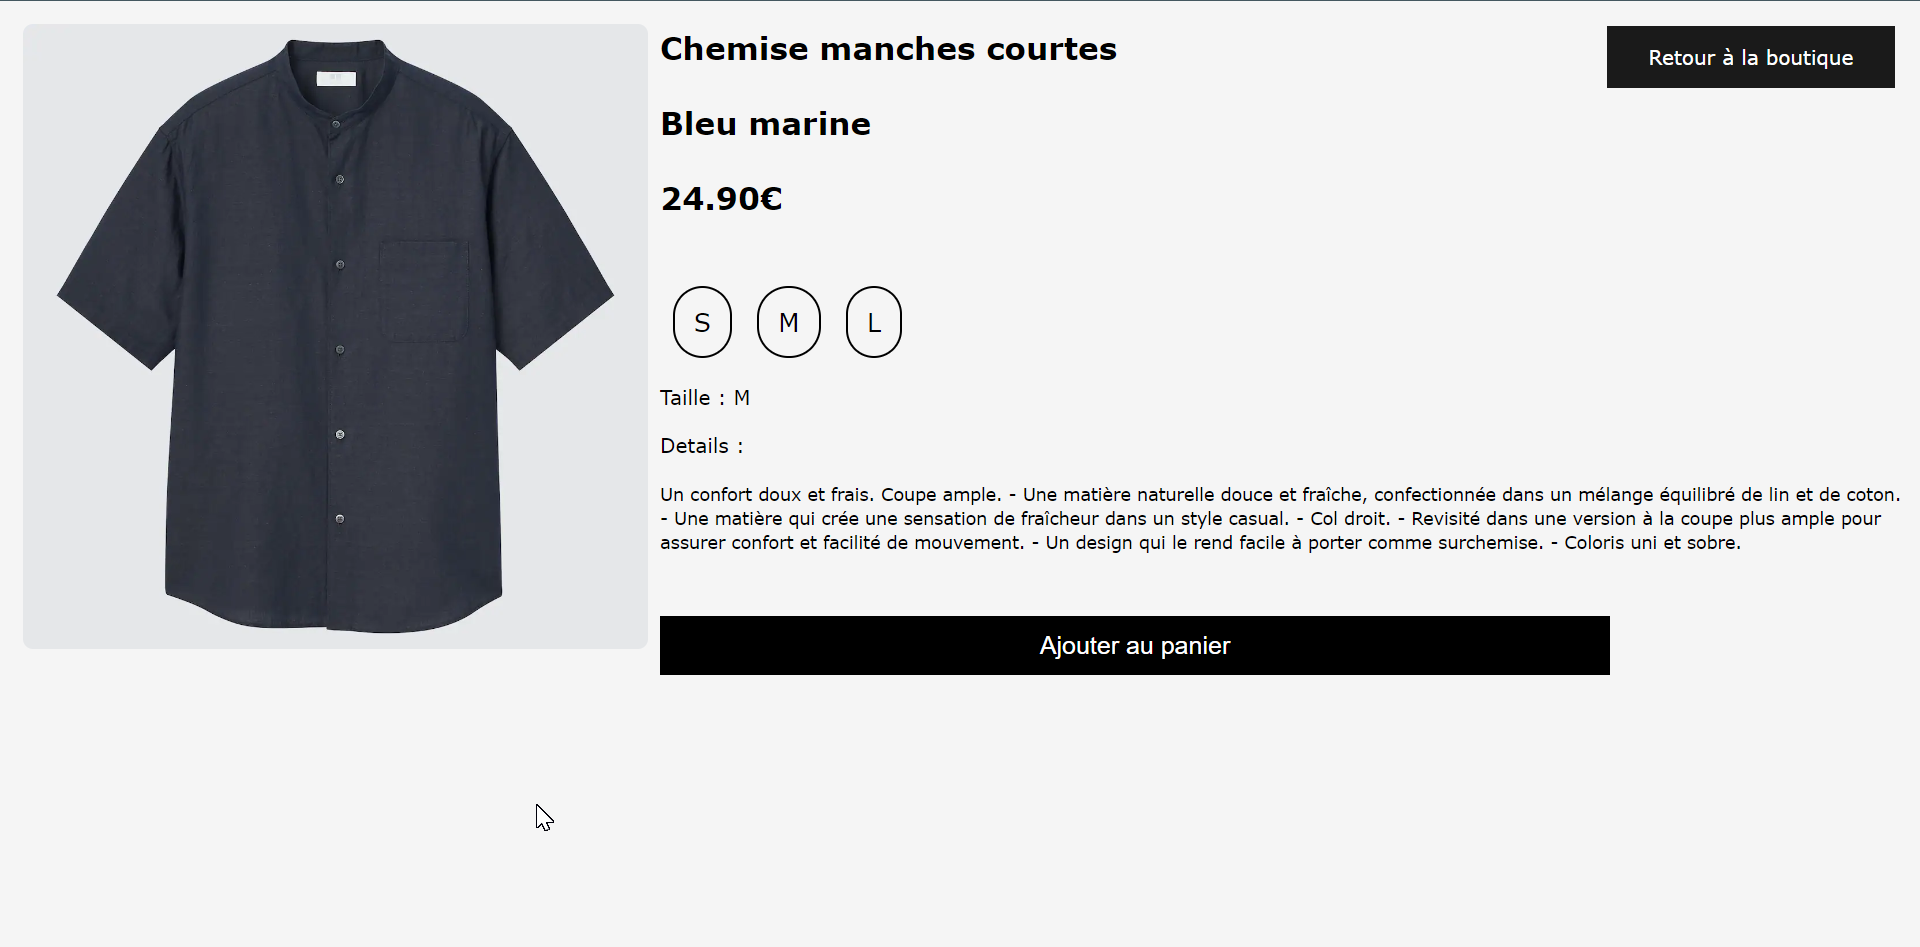 Chemise manches courtes
Retour à la boutique
Bleu marine
24.90€
S M L
Taille : M
Details :
Un confort doux et frais. Coupe ample. - Une matière naturelle douce et fraîche, confectionnée dans un mélange équilibré de lin et de coton.
- Une matière qui crée une sensation de fraîcheur dans un style casual. - Col droit. - Revisité dans une version à la coupe plus ample pour
assurer confort et facilité de mouvement. - Un design qui le rend facile à porter comme surchemise. - Coloris uni et sobre.
Ajouter au panier